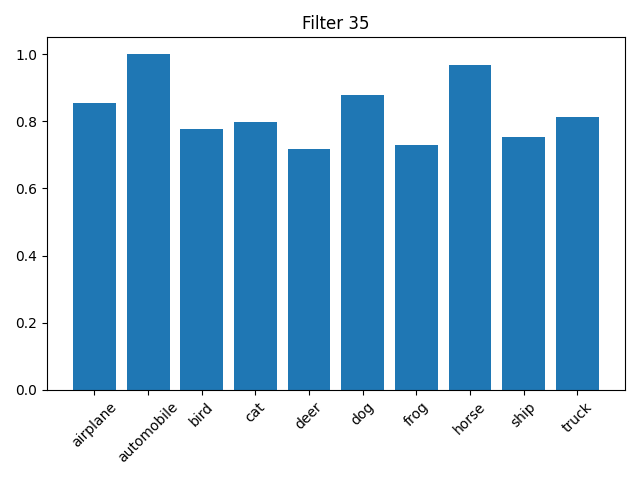 Filter 35
1.0
0.8
0.6
0.4
0.2
0.0
airplane
automobile
bird
cat
deer
dog
frog
horse
ship
truck